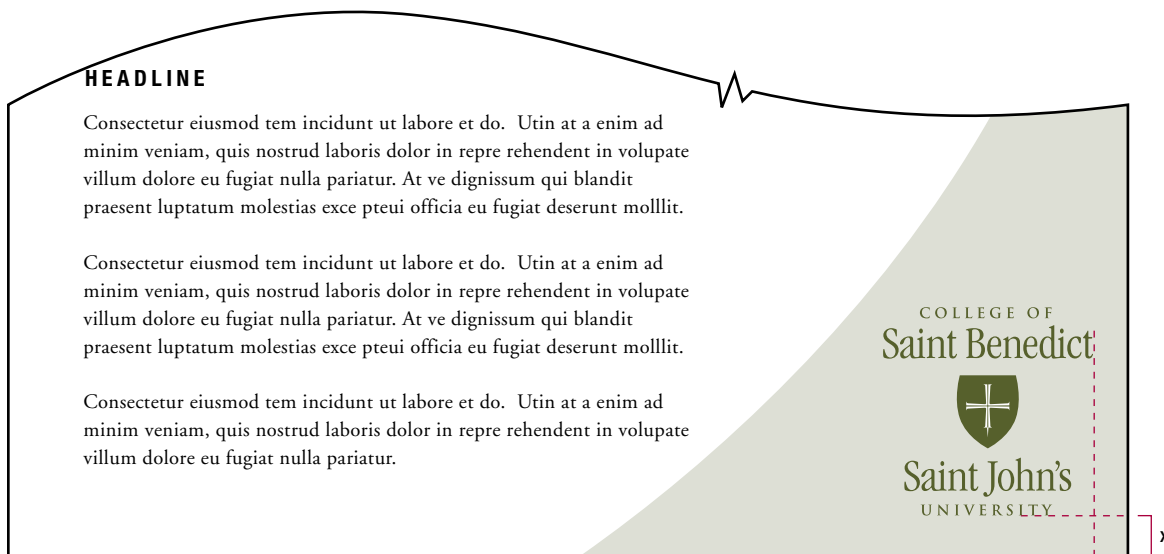 HEADLINE
Consectetur eiusmod tem incidunt ut labore et do.  Utin at a enim ad
minim veniam, quis nostrud laboris dolor in repre rehendent in volupate
villum dolore eu fugiat nulla pariatur. At ve dignissum qui blandit
praesent luptatum molestias exce pteui officia eu fugiat deserunt molllit.
Consectetur eiusmod tem incidunt ut labore et do.  Utin at a enim ad
minim veniam, quis nostrud laboris dolor in repre rehendent in volupate
villum dolore eu fugiat nulla pariatur. At ve dignissum qui blandit
praesent luptatum molestias exce pteui officia eu fugiat deserunt molllit.
Consectetur eiusmod tem incidunt ut labore et do.  Utin at a enim ad
minim veniam, quis nostrud laboris dolor in repre rehendent in volupate
villum dolore eu fugiat nulla pariatur.
COLLEGE OF
Saint Benedict
Saint John's
UNIVERSITY